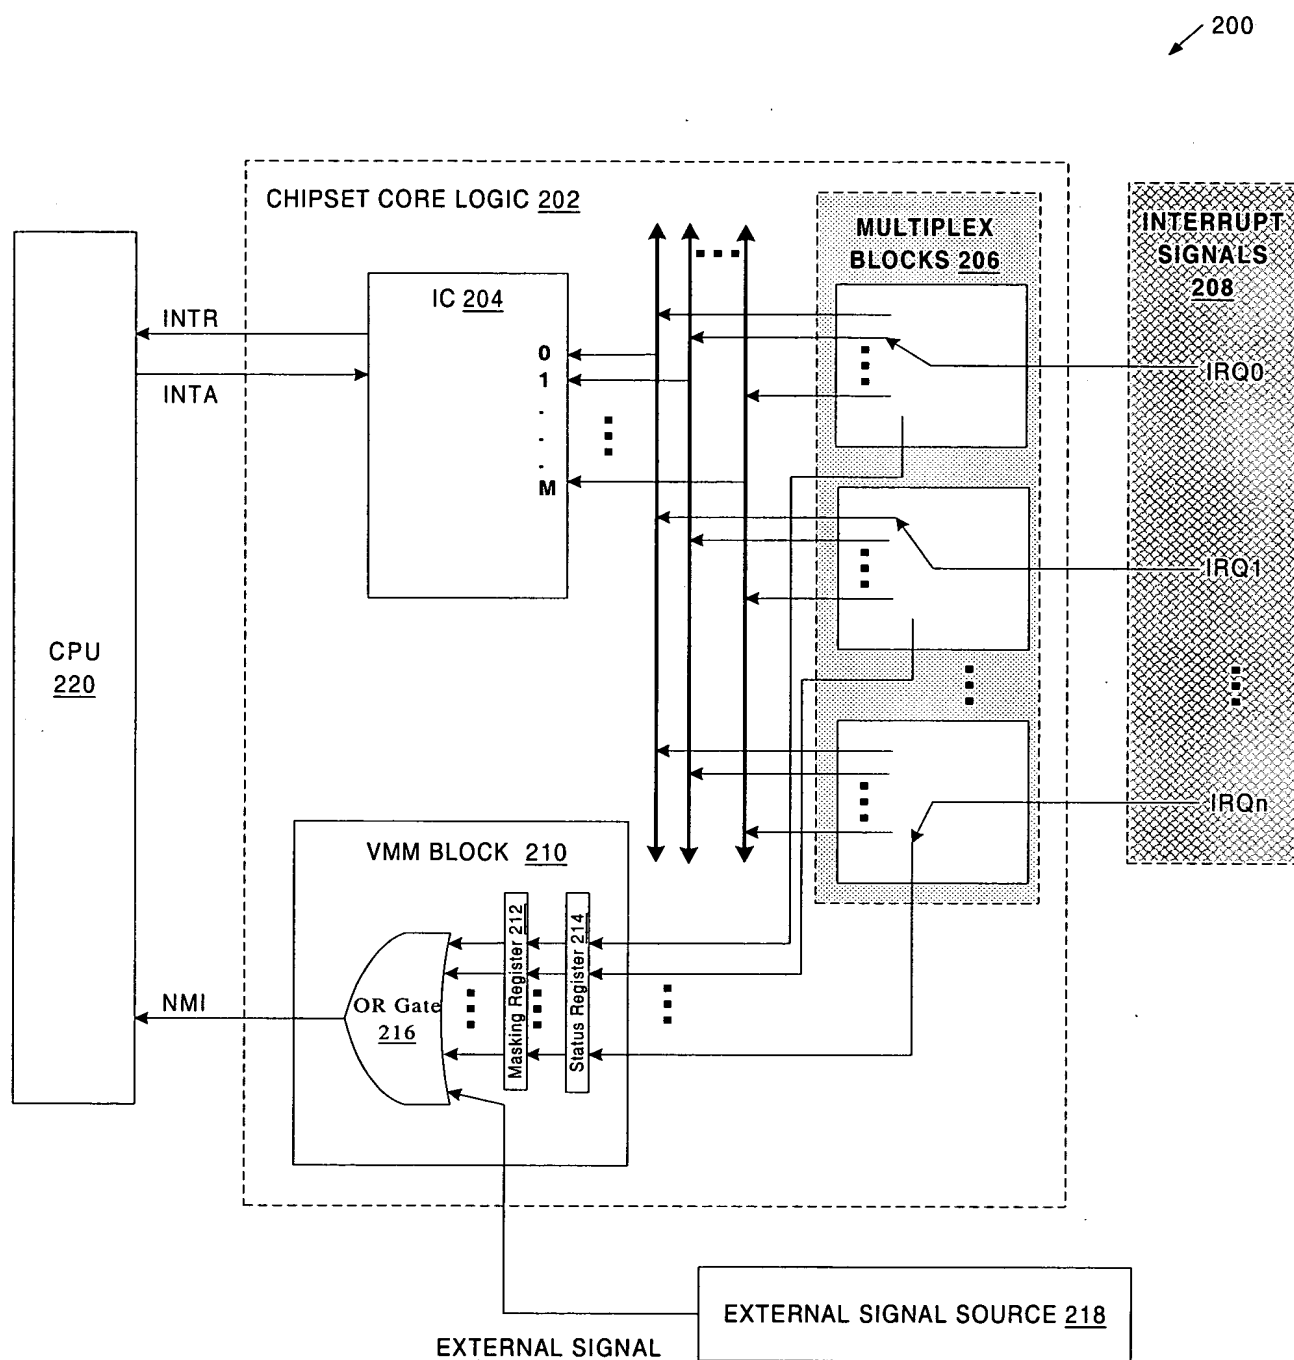 200
CHIPSET CORE LOGIC 202
MULTIPLEX
BLOCKS 206
INTERRUPT
SIGNALS
208
IC 204
INTR
INTA
0
1
.
.
.
M
IRQ0
IRQ1
IRQn
CPU
220
VMM BLOCK 210
Masking Register 212
Status Register 214
OR Gate
216
NMI
EXTERNAL SIGNAL SOURCE 218
EXTERNAL SIGNAL